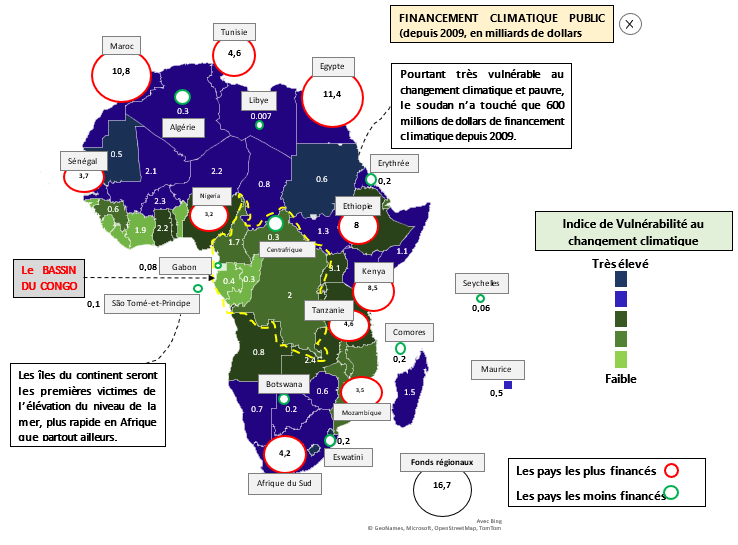 FINANCEMENT CLIMATIQUE PUBLIC
(depuis 2009, en milliards de dollars
Tunisie
4,6
Maroc
10,8
Egypte
11,4
Pourtant très vulnérable au
changement climatique et pauvre,
le soudan n'a touché que 600
millions de dollars de financement
climatique depuis 2009.
Libye
0.007
0.3
Algérie
Sénégal
3,7
0.5
2.1
2.2
0.8
0.6
Erythrée
0,2
Nigeria
3,2
2.3
0.6
1.9
2.2
1.7
Ethiopie
8
1.3
1.1
0.3
Centrafrique
Indice de Vulnérabilité au
changement climatique
Très élevé
Faible
Le BASSIN
DU CONGO
0,08
Gabon
0.4
0.3
3.1
Kenya
8,5
0,1
São Tomé-et-Principe
2
Tanzanie
4,6
Seychelles
0,06
Comores
0,2
0.8
2.4
Maurice
0,5
Les îles du continent seront
les premières victimes de
l'élévation du niveau de la
mer, plus rapide en Afrique
que partout ailleurs.
Botswana
0.2
0.6
0.7
1.5
3,5
Mozambique
0,2
Eswatini
4,2
Afrique du Sud
Fonds régionaux
16,7
Les pays les plus financés
Les pays les moins financés
Avec Bing
© GeoNames, Microsoft, OpenStreetMap, TomTom